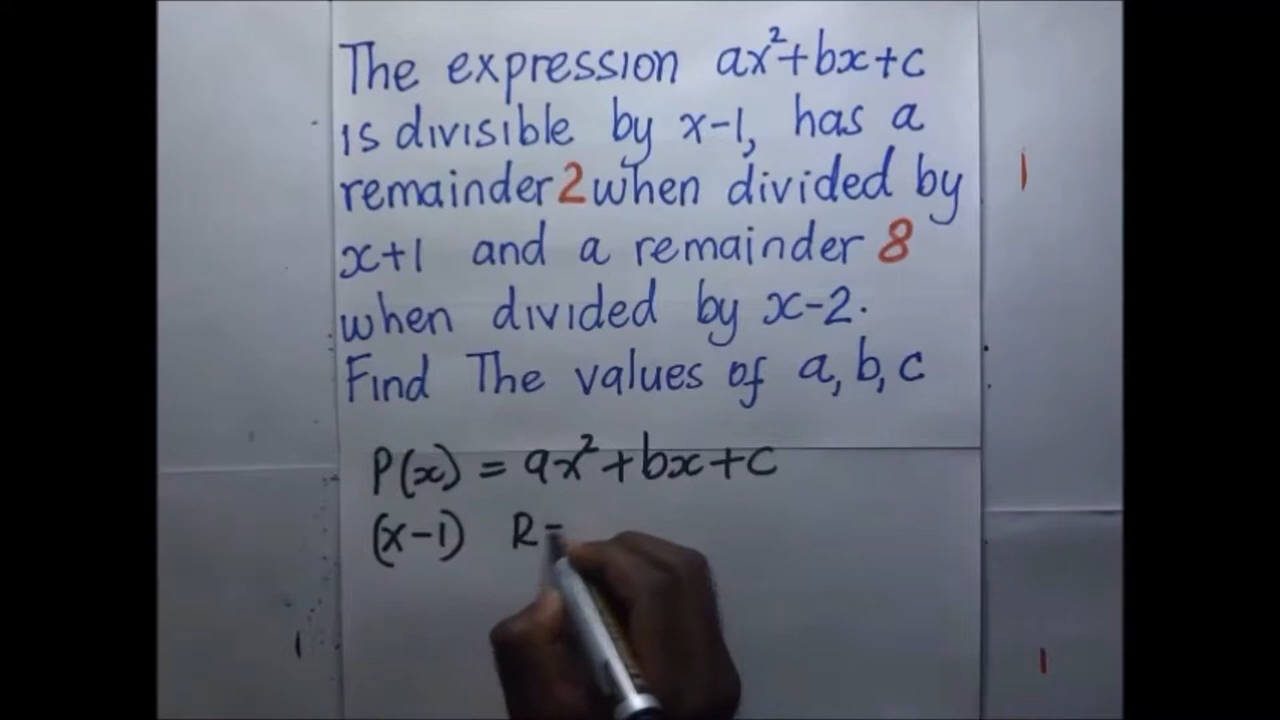 The expression ax²+bx+c
is divisible by x-1, has a
remainder 2 when divided by
x+1 and a remainder 8
when divided by x-2.
Find The values of a, b, c
P(x) = ax²+bx+c
(x-1) R=